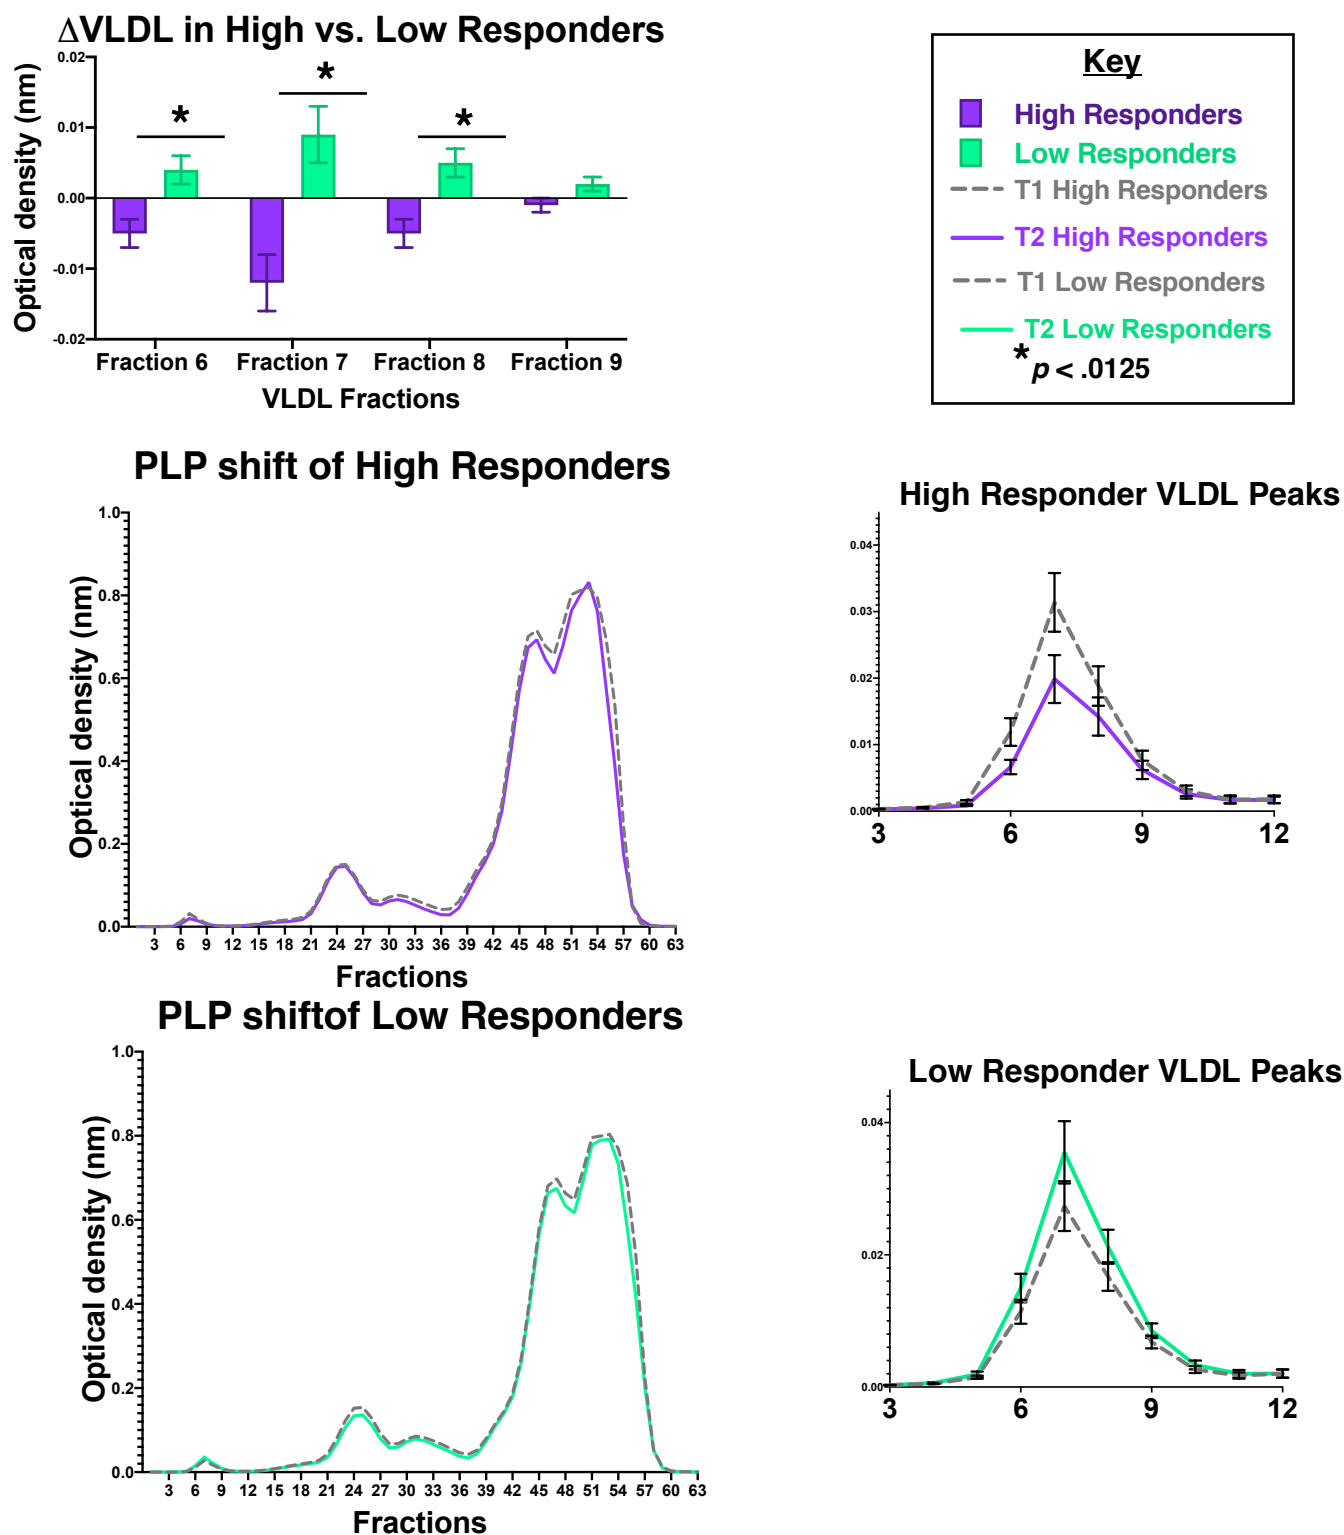 ΔVLDL in High vs. Low Responders
Optical density (nm)
0.02
0.01
0.00
-0.01
-0.02
*
*
*
Fraction 6 Fraction 7 Fraction 8 Fraction 9
VLDL Fractions
Key
High Responders
Low Responders
T1 High Responders
T2 High Responders
T1 Low Responders
T2 Low Responders
*p < .0125
PLP shift of High Responders
Optical density (nm)
1.0
0.8
0.6
0.4
0.2
0.0
3 6 9 12 15 18 21 24 27 30 33 36 39 42 45 48 51 54 57 60 63
Fractions
High Responder VLDL Peaks
0.04
0.03
0.02
0.01
0.00
3 6 9 12
PLP shiftof Low Responders
Optical density (nm)
1.0
0.8
0.6
0.4
0.2
0.0
3 6 9 12 15 18 21 24 27 30 33 36 39 42 45 48 51 54 57 60 63
Fractions
Low Responder VLDL Peaks
0.04
0.02
0.00
3 6 9 12